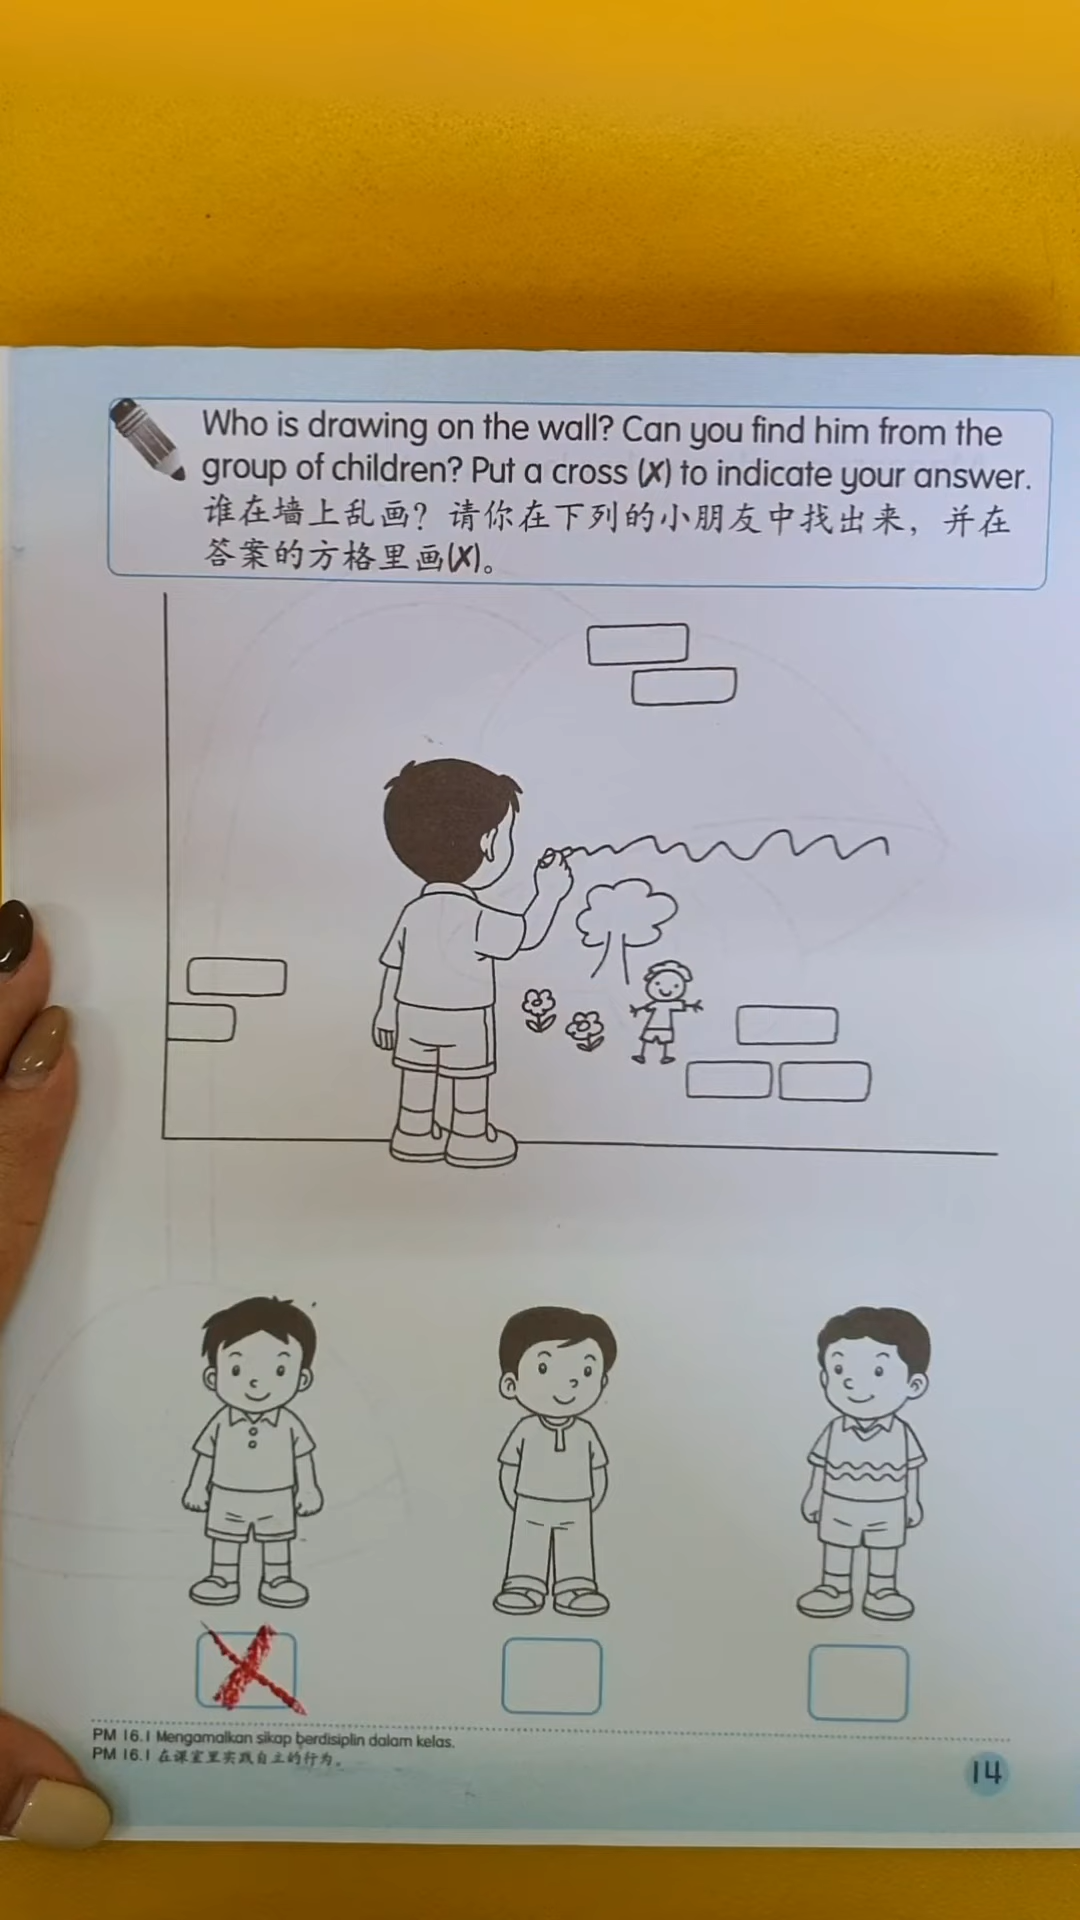 Who is drawing on the wall? Can you find him from the
group of children? Put a cross (X) to indicate your answer.
谁在墙上乱画？请你在下列的小朋友中找出来，并在
答案的方格里画(X)。
PM 16.1 Mengamalkan sikap berdisiplin dalam kelas.
PM 16.1 在课室里实践自立的行为。
14